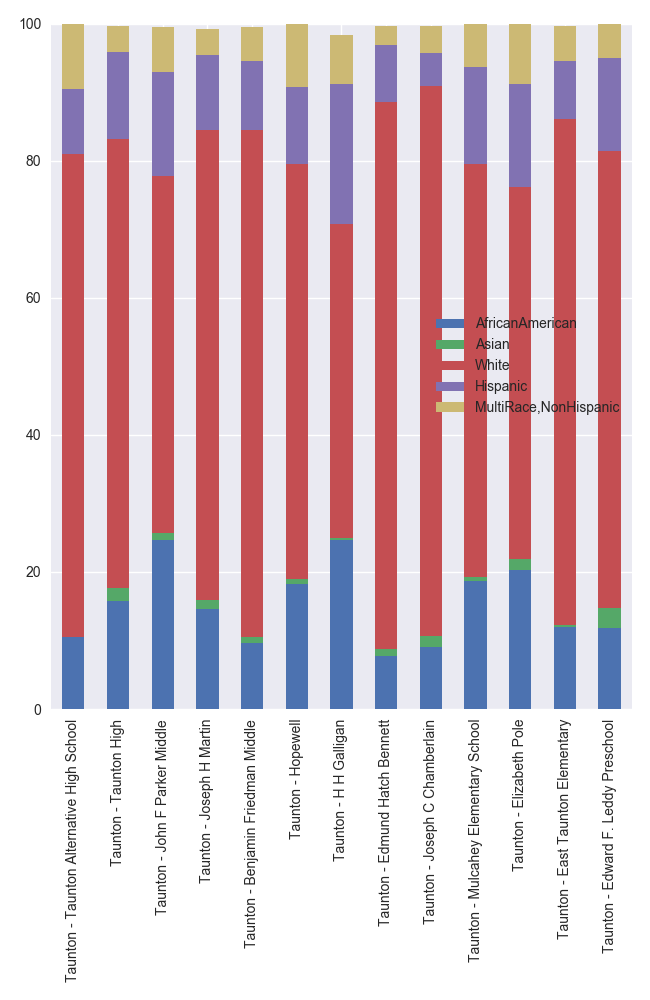 100
80
60
40
20
0
AfricanAmerican
Asian
White
Hispanic
MultiRace,NonHispanic
Taunton - Taunton Alternative High School
Taunton - Taunton High
Taunton - John F Parker Middle
Taunton - Joseph H Martin
Taunton - Benjamin Friedman Middle
Taunton - Hopewell
Taunton - H H Galligan
Taunton - Edmund Hatch Bennett
Taunton - Joseph C Chamberlain
Taunton - Mulcahey Elementary School
Taunton - Elizabeth Pole
Taunton - East Taunton Elementary
Taunton - Edward F. Leddy Preschool